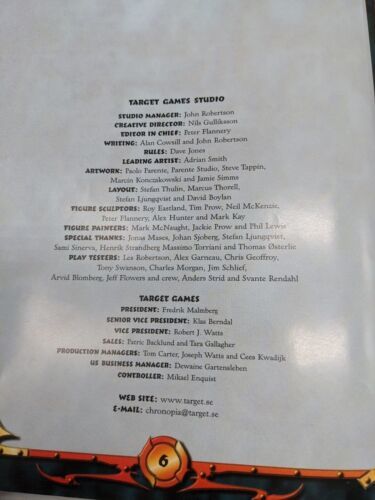 TARGET GAMES STUDIO
STUDIO MANAGER: John Robertson
CREATIVE DIRECTOR: Nils Gulliksson
EDITOR IN CHIEF: Peter Flannery
WRITING: Alan Cowsill and John Robertson
RULES: Dave Jones
LEADING ARTIST: Adrian Smith
ARTWORK: Paolo Parente, Parente Studio, Steve Tappin,
Marcin Konczakowski and Jamie Simms
LAYOUT: Stefan Thulin, Marcus Thorell,
Stefan Ljungqvist and David Boylan
FIGURE SCULPTORS: Roy Eastland, Tim Prow, Neil McKenzie,
Peter Flannery, Alex Hunter and Mark Kay
FIGURE PAINTERS: Mark McNaught, Jackie Prow and Phil Lewis
SPECIAL THANKS: Jonas Mases, Johan Sjöberg, Stefan Ljungqvist,
Sami Sinerva, Henrik Strandberg Massimo Torriani and Thomas Østerlie
PLAY TESTERS: Les Robertson, Alex Garneau, Chris Geoffroy,
Tony Swanson, Charles Morgan, Jim Schlief,
Arvid Blomberg, Jeff Flowers and crew, Anders Strid and Svante Rendahl
TARGET GAMES
PRESIDENT: Fredrik Malmberg
SENIOR VICE PRESIDENT: Klas Berndal
VICE PRESIDENT: Robert J. Watts
SALES: Patric Backlund and Tara Gallagher
PRODUCTION MANAGERS: Tom Carter, Joseph Watts and Cees Kwadijk
US BUSINESS MANAGER: Dewaine Gartensleben
CONTROLLER: Mikael Enquist
WEB SITE: www.target.se
E-MAIL: chronopia@target.se
6